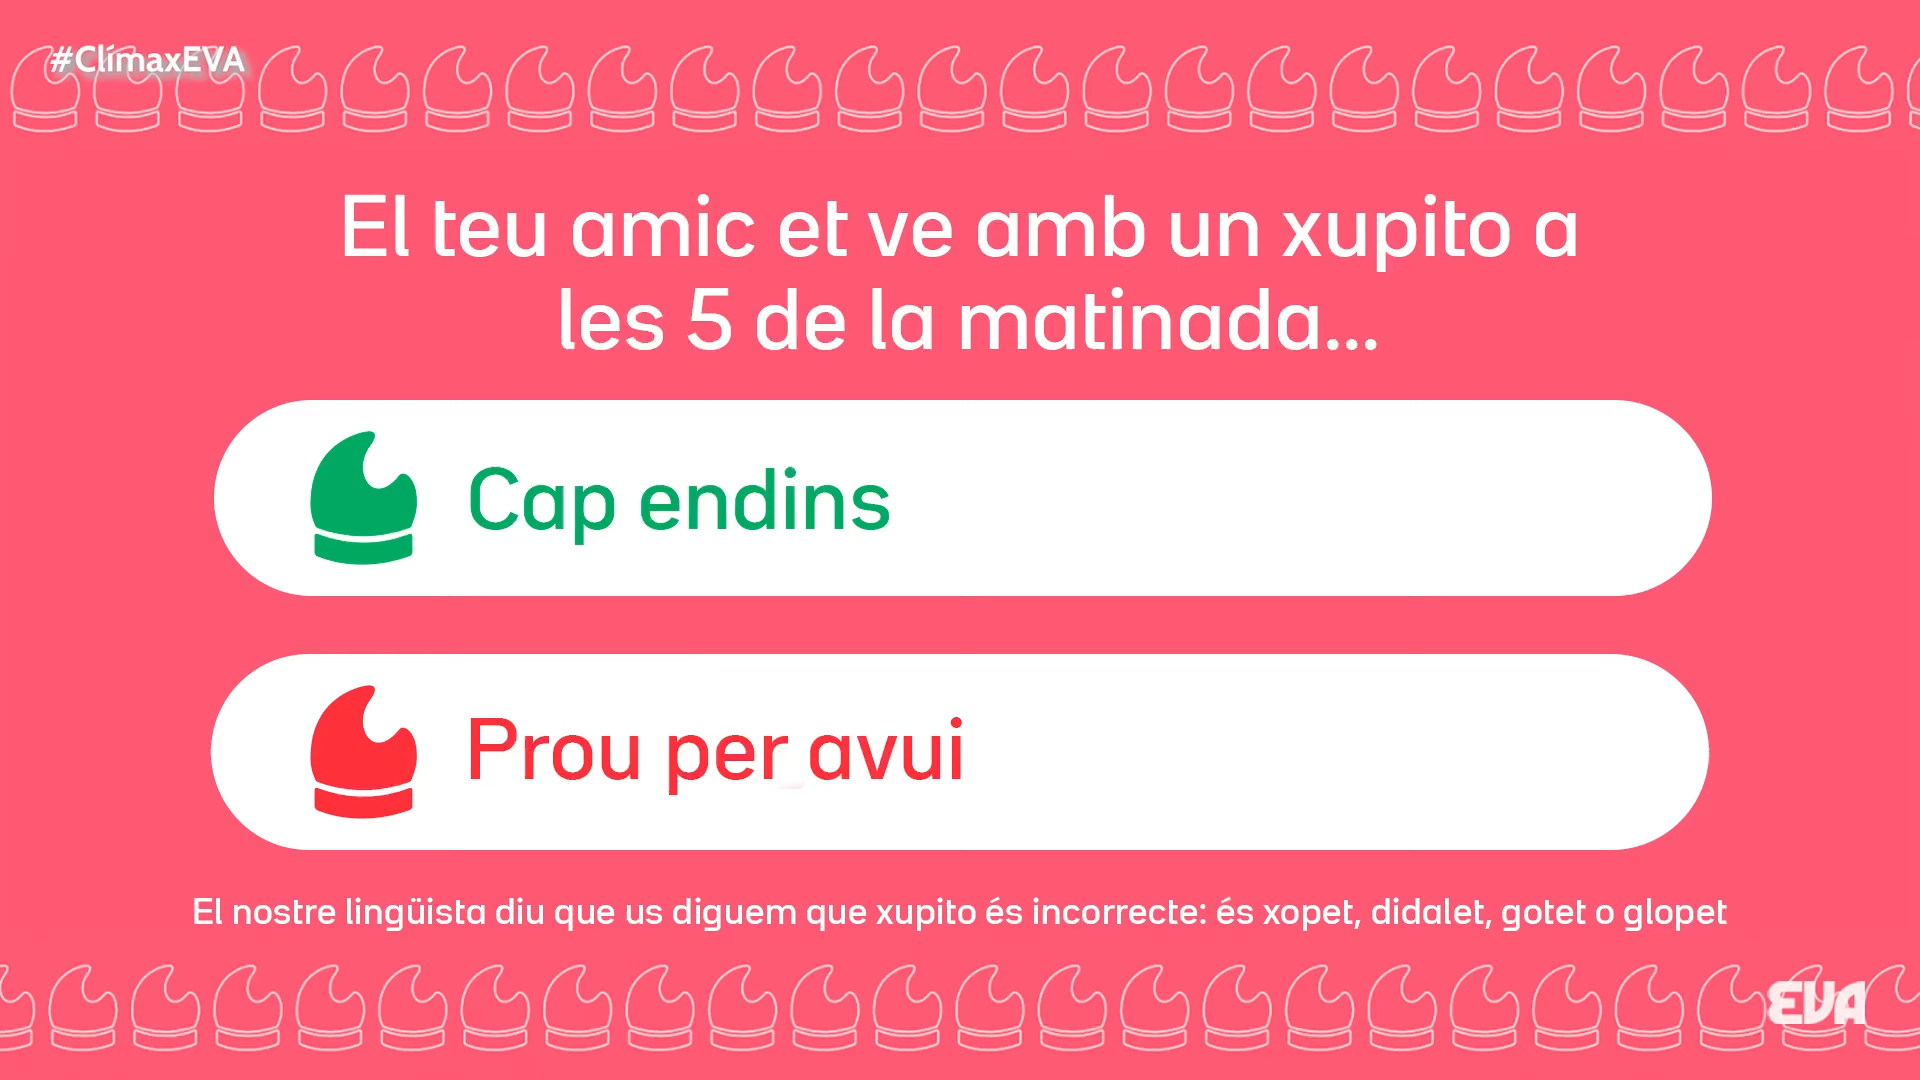 #ClímaxEVA
El teu amic et ve amb un xupito a
les 5 de la matinada...
Cap endins
Prou per avui
El nostre lingüista diu que us diguem que xupito és incorrecte: és xopet, didalet, gotet o glopet
EVA